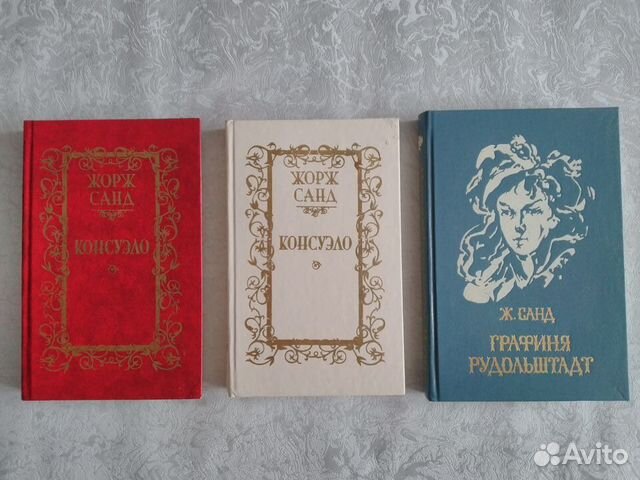 ЖОРЖ
САНД
КОНСУЭЛО
ЖОРЖ
САНД
КОНСУЭЛО
Ж. САНД
ГРАФИНЯ
РУДОЛЬШТАДТ
Avito